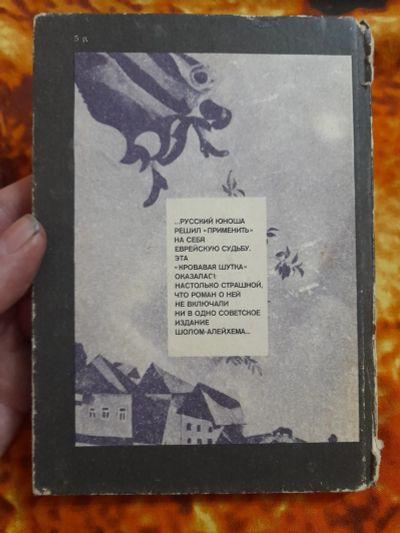 5 р.
...РУССКИЙ ЮНОША
РЕШИЛ «ПРИМЕНИТЬ»
НА СЕБЯ
ЕВРЕЙСКУЮ СУДЬБУ.
ЭТА
«КРОВАВАЯ ШУТКА»
ОКАЗАЛАСЬ
НАСТОЛЬКО СТРАШНОЙ,
ЧТО РОМАН О НЕЙ
НЕ ВКЛЮЧАЛИ
НИ В ОДНО СОВЕТСКОЕ
ИЗДАНИЕ
ШОЛОМ-АЛЕЙХЕМА...